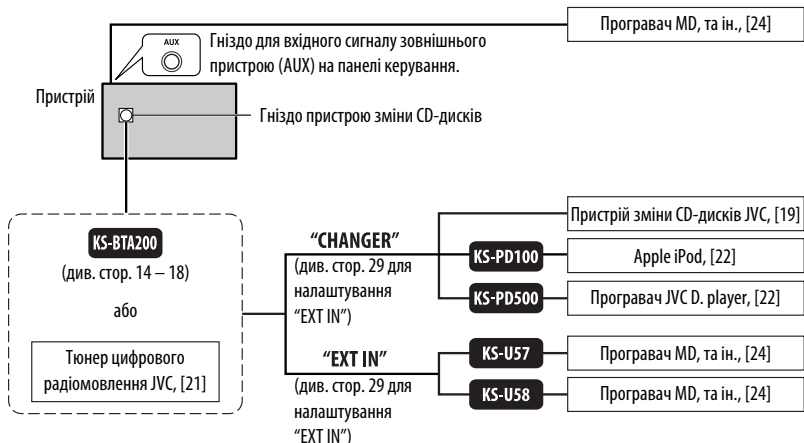 Програвач MD, та ін., [24]
AUX
Гніздо для вхідного сигналу зовнішнього
пристрою (AUX) на панелі керування.
Пристрій
Гніздо пристрою зміни CD-дисків
KS-BTA200
(див. стор. 14 – 18)
або
Тюнер цифрового
радіомовлення JVC, [21]
“CHANGER”
(див. стор. 29 для
налаштування
“EXT IN”)
Пристрій зміни CD-дисків JVC, [19]
KS-PD100
Apple iPod, [22]
KS-PD500
Програвач JVC D. player, [22]
“EXT IN”
(див. стор. 29 для
налаштування
“EXT IN”)
KS-U57
Програвач MD, та ін., [24]
KS-U58
Програвач MD, та ін., [24]